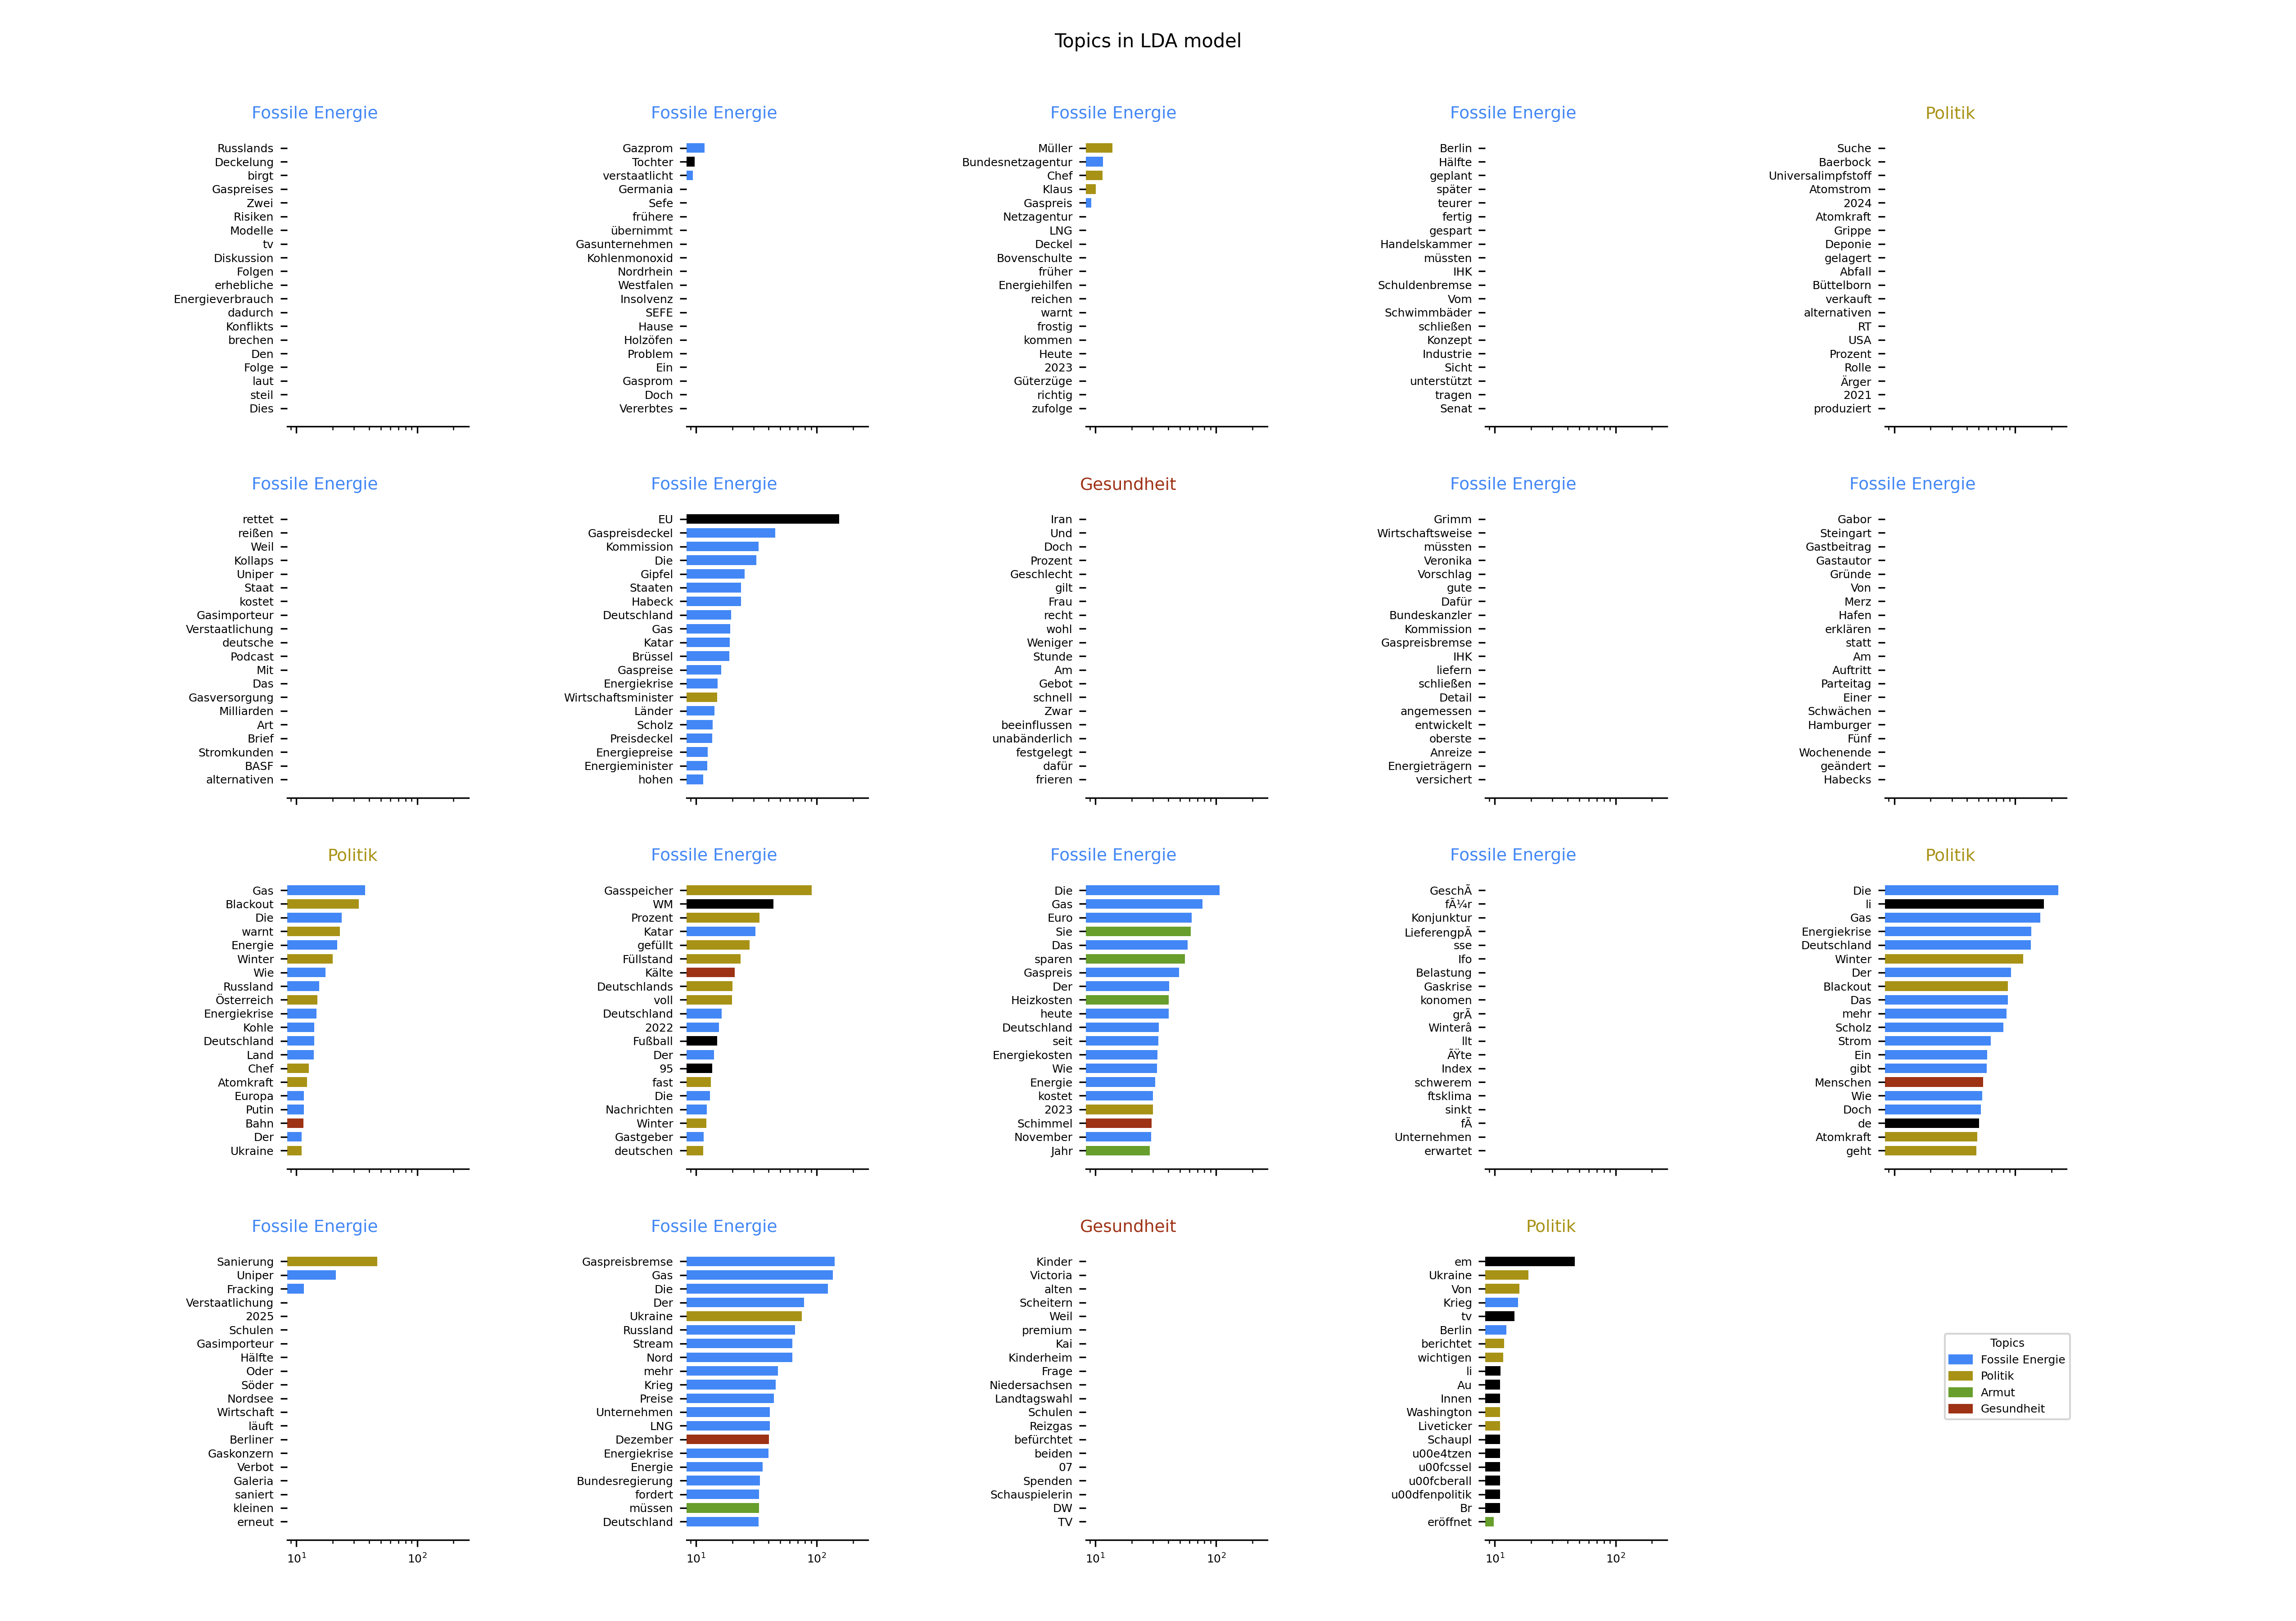 Topics in LDA model
Fossile Energie
Russlands
Deckelung
birgt
Gaspreises
Zwei
Risiken
Modelle
tv
Diskussion
Folgen
erhebliche
Energieverbrauch
dadurch
Konflikts
brechen
Den
Folge
laut
steil
Dies
Fossile Energie
Gazprom
Tochter
verstaatlicht
Germania
Sefe
frühere
übernimmt
Gasunternehmen
Kohlenmonoxid
Nordrhein
Westfalen
Insolvenz
SEFE
Hause
Holzöfen
Problem
Ein
Gasprom
Doch
Vererbtes
Fossile Energie
Müller
Bundesnetzagentur
Chef
Klaus
Gaspreis
Netzagentur
LNG
Deckel
Bovenschulte
früher
Energiehilfen
reichen
warnt
frostig
kommen
Heute
2023
Güterzüge
richtig
zufolge
Fossile Energie
Berlin
Hälfte
geplant
später
teurer
fertig
gespart
Handelskammer
müssten
IHK
Schuldenbremse
Vom
Schwimmbäder
schließen
Konzept
Industrie
Sicht
unterstützt
tragen
Senat
Politik
Suche
Baerbock
Universalimpfstoff
Atomstrom
2024
Atomkraft
Grippe
Deponie
gelagert
Abfall
Büttelborn
verkauft
alternativen
RT
USA
Prozent
Rolle
Ärger
2021
produziert
Fossile Energie
rettet
reißen
Weil
Kollaps
Uniper
Staat
kostet
Gasimporteur
Verstaatlichung
deutsche
Podcast
Mit
Das
Gasversorgung
Milliarden
Art
Brief
Stromkunden
BASF
alternativen
Fossile Energie
EU
Gaspreisdeckel
Kommission
Die
Gipfel
Staaten
Habeck
Deutschland
Gas
Katar
Brüssel
Gaspreise
Energiekrise
Wirtschaftsminister
Länder
Scholz
Preisdeckel
Energiepreise
Energieminister
hohen
Gesundheit
Iran
Und
Doch
Prozent
Geschlecht
gilt
Frau
recht
wohl
Weniger
Stunde
Am
Gebot
schnell
Zwar
beeinflussen
unabänderlich
festgelegt
dafür
frieren
Fossile Energie
Grimm
Wirtschaftsweise
müssten
Veronika
Vorschlag
gute
Dafür
Bundeskanzler
Kommission
Gaspreisbremse
IHK
liefern
schließen
Detail
angemessen
entwickelt
oberste
Anreize
Energieträgern
versichert
Fossile Energie
Gabor
Steingart
Gastbeitrag
Gastautor
Gründe
Von
Merz
Hafen
erklären
statt
Am
Auftritt
Parteitag
Einer
Schwächen
Hamburger
Fünf
Wochenende
geändert
Habecks
Politik
Gas
Blackout
Die
warnt
Energie
Winter
Wie
Russland
Österreich
Energiekrise
Kohle
Deutschland
Land
Chef
Atomkraft
Europa
Putin
Bahn
Der
Ukraine
Fossile Energie
Gasspeicher
WM
Prozent
Katar
gefüllt
Füllstand
Kälte
Deutschlands
voll
Deutschland
2022
Fußball
Der
95
fast
Die
Nachrichten
Winter
Gastgeber
deutschen
Fossile Energie
Die
Gas
Euro
Sie
Das
sparen
Gaspreis
Der
Heizkosten
heute
Deutschland
seit
Energiekosten
Wie
Energie
kostet
2023
Schimmel
November
Jahr
Fossile Energie
GeschÃ
fÃ¼r
Konjunktur
LieferengpÃ
sse
Ifo
Belastung
Gaskrise
konomen
grÃ
Winterâ
llt
ÃŸte
Index
schwerem
ftsklima
sinkt
fÃ
Unternehmen
erwartet
Politik
Die
li
Gas
Energiekrise
Deutschland
Winter
Der
Blackout
Das
mehr
Scholz
Strom
Ein
gibt
Menschen
Wie
Doch
de
Atomkraft
geht
Fossile Energie
Sanierung
Uniper
Fracking
Verstaatlichung
2025
Schulen
Gasimporteur
Hälfte
Oder
Söder
Nordsee
Wirtschaft
läuft
Berliner
Gaskonzern
Verbot
Galeria
saniert
kleinen
erneut
10¹ 10²
Fossile Energie
Gaspreisbremse
Gas
Die
Der
Ukraine
Russland
Stream
Nord
mehr
Krieg
Preise
Unternehmen
LNG
Dezember
Energiekrise
Energie
Bundesregierung
fordert
müssen
Deutschland
10¹ 10²
Gesundheit
Kinder
Victoria
alten
Scheitern
Weil
premium
Kai
Kinderheim
Frage
Niedersachsen
Landtagswahl
Schulen
Reizgas
befürchtet
beiden
07
Spenden
Schauspielerin
DW
TV
10¹ 10²
Politik
em
Ukraine
Von
Krieg
tv
Berlin
berichtet
wichtigen
li
Au
Innen
Washington
Liveticker
Schaupl
u00e4tzen
u00fcssel
u00fcberall
u00dfenpolitik
Br
eröffnet
10¹ 10²
Topics
Fossile Energie
Politik
Armut
Gesundheit